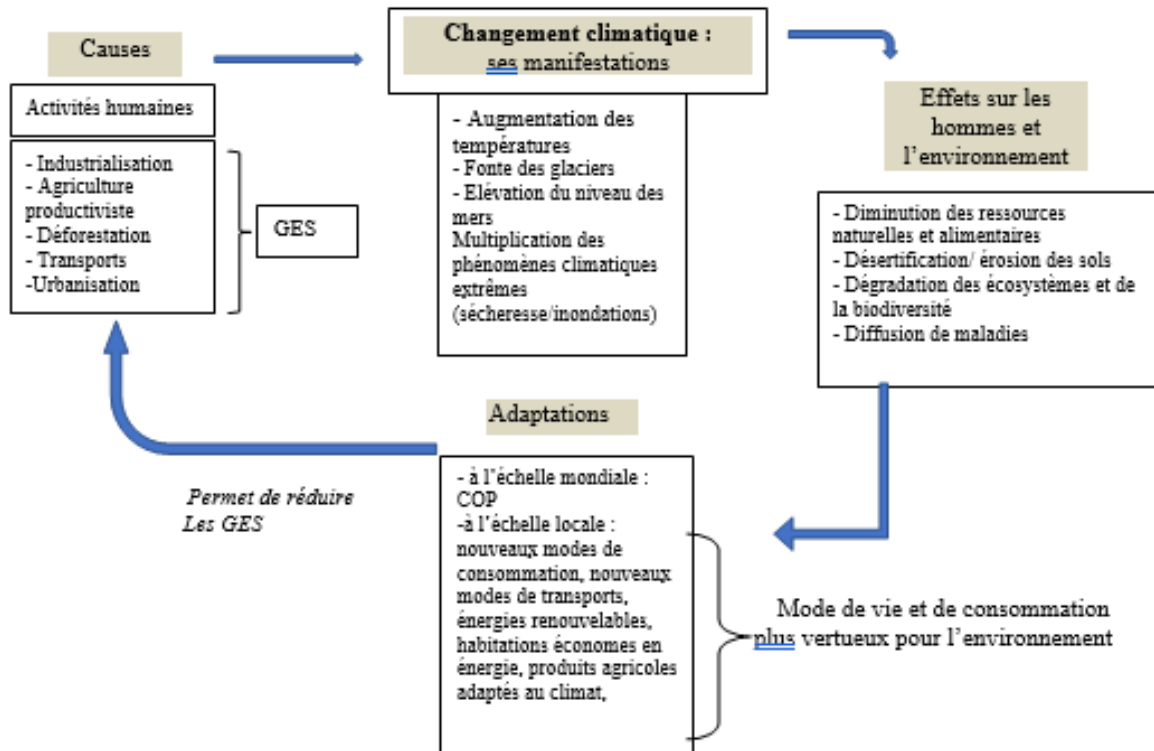 Causes
Activités humaines
- Industrialisation
- Agriculture
productiviste
- Déforestation
- Transports
-Urbanisation
GES
Changement climatique :
ses manifestations
- Augmentation des
températures
- Fonte des glaciers
- Elévation du niveau des
mers
Multiplication des
phénomènes climatiques
extrêmes
(sécheresse/inondations)
Effets sur les
hommes et
l’environnement
- Diminution des ressources
naturelles et alimentaires
- Désertification/ érosion des sols
- Dégradation des écosystèmes et de
la biodiversité
- Diffusion de maladies
Adaptations
- à l’échelle mondiale :
COP
-à l’échelle locale :
nouveaux modes de
consommation, nouveaux
modes de transports,
énergies renouvelables,
habitations économes en
énergie, produits agricoles
adaptés au climat,
Mode de vie et de consommation
plus vertueux pour l’environnement
Permet de réduire
Les GES